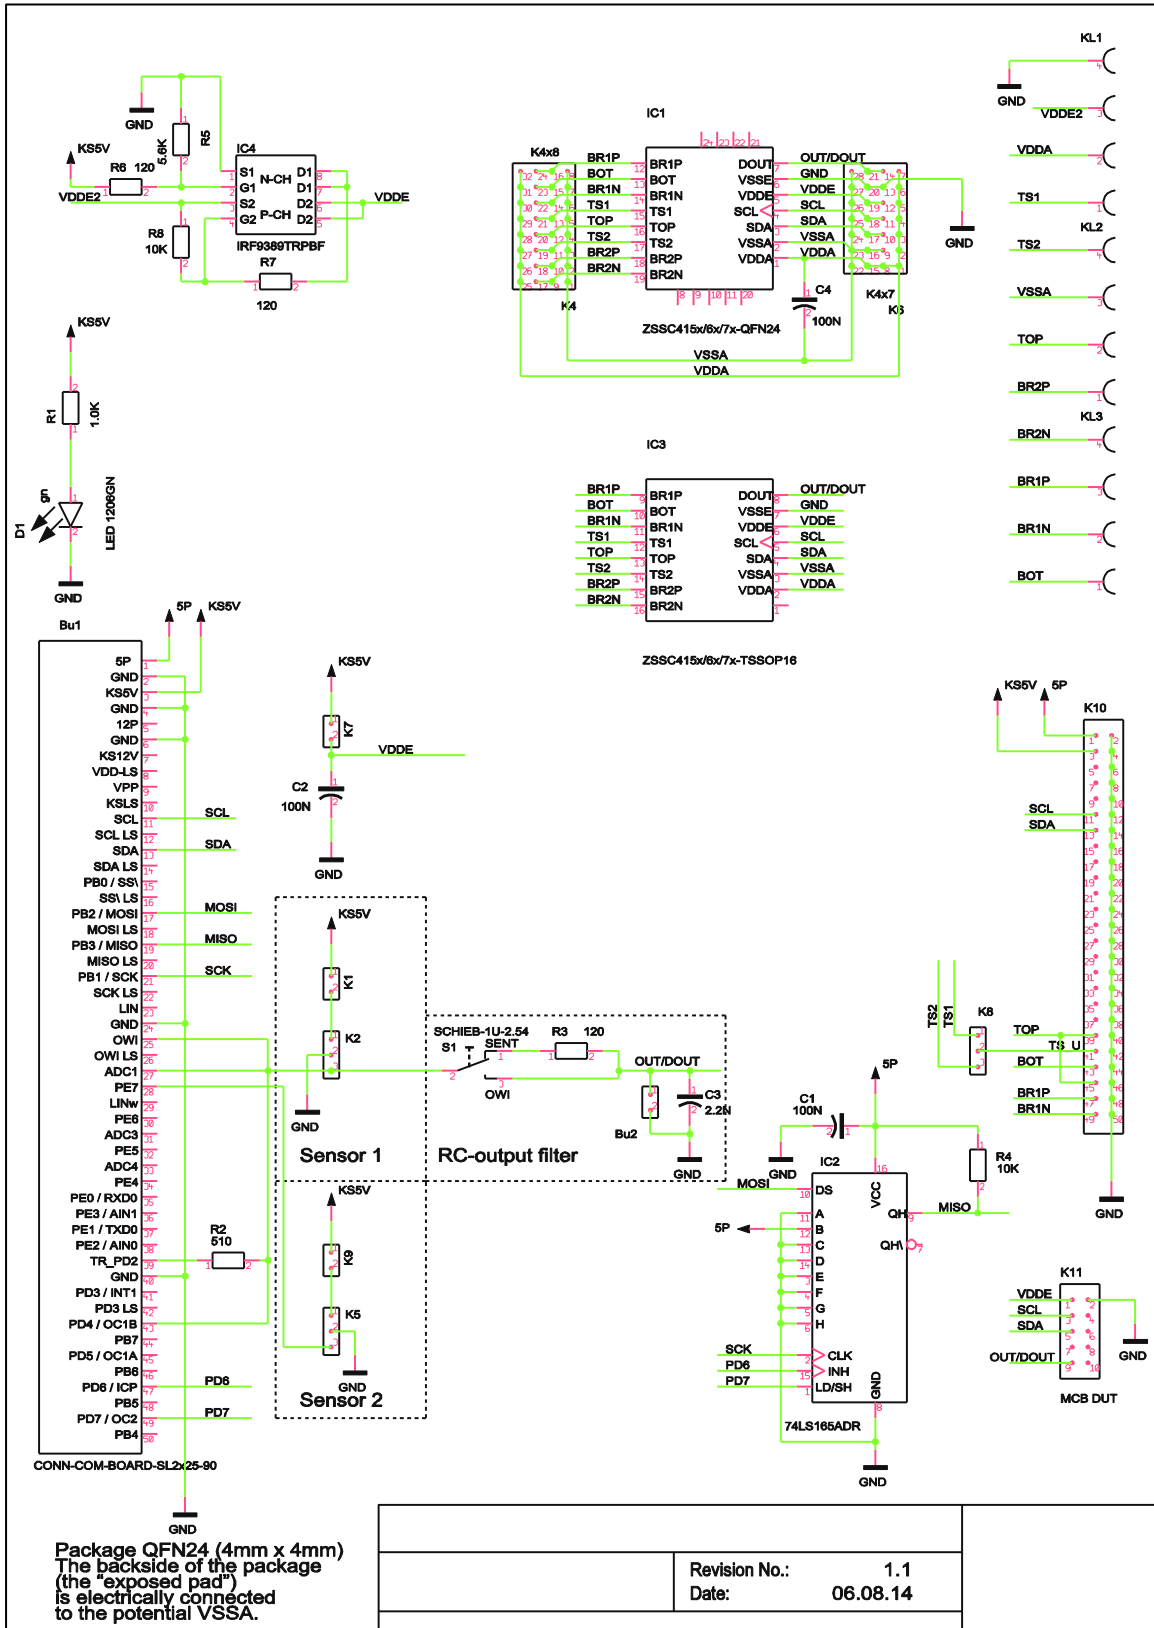 KL1
GND
VDDE2
VDDA
TS1
KL2
TS2
VSSA
TOP
BR2P
KL3
BR2N
BR1P
BR1N
BOT
GND
R5
5.6K
KS5V
R6 120
VDDE2
IC4
S1
G1
S2
G2
N-CH
P-CH
D1
D1
D2
D2
VDDE
IRF9389TRPBF
R8
10K
R7
120
KS5V
R1
1.0K
gn
D1
LED 1206GN
GND
IC1
K4x8
K4
BR1P
BOT
BR1N
TS1
TOP
TS2
BR2P
BR2N
BR1P
BOT
BR1N
TS1
TOP
TS2
BR2P
BR2N
DOUT
VSSE
VDDE
SCL
SDA
VSSA
VDDA
OUT/DOUT
GND
VDDE
SCL
SDA
VSSA
VDDA
K4x7
GND
C4
100N
ZSSC415x/6x/7x-QFN24
VSSA
VDDA
IC3
BR1P
BOT
BR1N
TS1
TOP
TS2
BR2P
BR2N
BR1P
BOT
BR1N
TS1
TOP
TS2
BR2P
BR2N
DOUT
VSSE
VDDE
SCL
SDA
VSSA
VDDA
OUT/DOUT
GND
VDDE
SCL
SDA
VSSA
VDDA
ZSSC415x/6x/7x-TSSOP16
5P
KS5V
Bu1
5P
GND
KS5V
GND
12P
GND
KS12V
VDD-LS
VPP
KSLS
SCL
SCL LS
SDA
SDA LS
PB0 / SS\
SS\ LS
PB2 / MOSI
MOSI LS
PB3 / MISO
MISO LS
PB1 / SCK
SCK LS
LIN
GND
OWI
OWI LS
ADC1
PE7
LINw
PE6
ADC3
PE5
ADC4
PE4
PE0 / RXD0
PE3 / AIN1
PE1 / TXD0
PE2 / AIN0
TR_PD2
GND
PD3 / INT1
PD3 LS
PD4 / OC1B
PB7
PD5 / OC1A
PB6
PD6 / ICP
PB5
PD7 / OC2
PB4
SCL
SDA
MOSI
MISO
SCK
R2
510
PD6
PD7
CONN-COM-BOARD-SL2x25-90
GND
KS5V
K7
VDDE
C2
100N
GND
KS5V
K1
K2
GND
Sensor 1
KS5V
K9
K5
GND
Sensor 2
SCHIEB-1U-2.54
S1
SENT
OWI
R3 120
OUT/DOUT
Bu2
C3
2.2N
GND
RC-output filter
KS5V
5P
K10
SCL
SDA
TS2
TS1
K8
TOP
TS_U
BOT
BR1P
BR1N
GND
5P
C1
100N
GND
IC2
R4
10K
MOSI
DS
A
B
C
D
E
F
G
H
5P
VCC
QH
QH\
MISO
SCK
PD6
PD7
CLK
INH
LD/SH
GND
74LS165ADR
GND
K11
VDDE
SCL
SDA
OUT/DOUT
GND
MCB DUT
Package QFN24 (4mm x 4mm)
The backside of the package
(the "exposed pad")
is electrically connected
to the potential VSSA.
Revision No.: 1.1
Date: 06.08.14